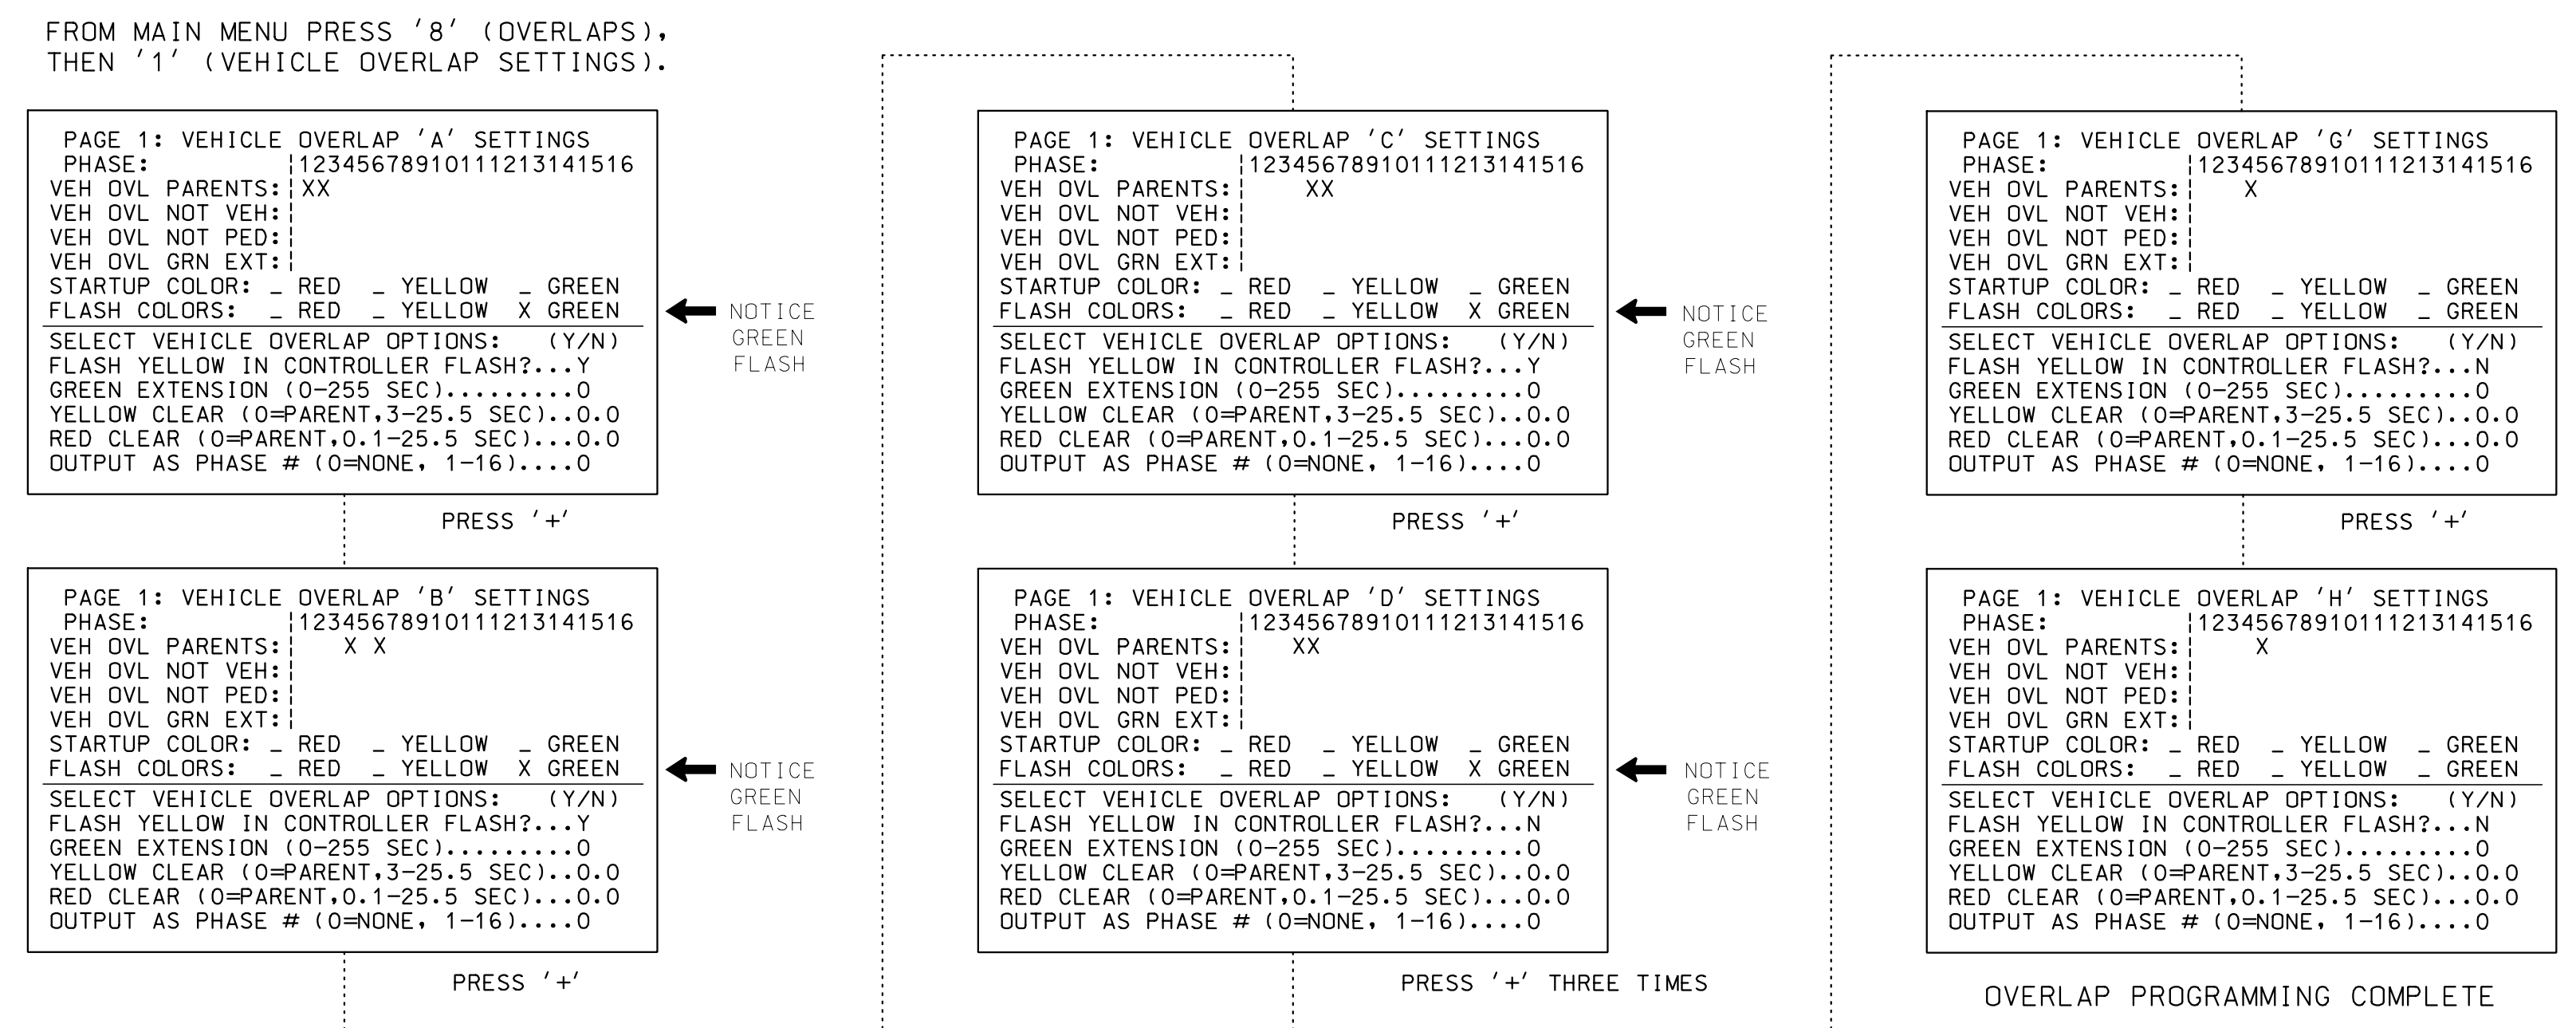 FROM MAIN MENU PRESS '8' (OVERLAPS),
THEN '1' (VEHICLE OVERLAP SETTINGS).
PAGE 1: VEHICLE OVERLAP 'A' SETTINGS
PHASE: |12345678910111213141516
VEH OVL PARENTS:|XX
VEH OVL NOT VEH:|
VEH OVL NOT PED:|
VEH OVL GRN EXT:|
STARTUP COLOR: _ RED _ YELLOW _ GREEN
FLASH COLORS: _ RED _ YELLOW X GREEN
SELECT VEHICLE OVERLAP OPTIONS: (Y/N)
FLASH YELLOW IN CONTROLLER FLASH?...Y
GREEN EXTENSION (0-255 SEC).........0
YELLOW CLEAR (0=PARENT,3-25.5 SEC)..0.0
RED CLEAR (0=PARENT,0.1-25.5 SEC)...0.0
OUTPUT AS PHASE # (0=NONE, 1-16)....0
NOTICE
GREEN
FLASH
PRESS '+'
PAGE 1: VEHICLE OVERLAP 'B' SETTINGS
PHASE: |12345678910111213141516
VEH OVL PARENTS:| X X
VEH OVL NOT VEH:|
VEH OVL NOT PED:|
VEH OVL GRN EXT:|
STARTUP COLOR: _ RED _ YELLOW _ GREEN
FLASH COLORS: _ RED _ YELLOW X GREEN
SELECT VEHICLE OVERLAP OPTIONS: (Y/N)
FLASH YELLOW IN CONTROLLER FLASH?...Y
GREEN EXTENSION (0-255 SEC).........0
YELLOW CLEAR (0=PARENT,3-25.5 SEC)..0.0
RED CLEAR (0=PARENT,0.1-25.5 SEC)...0.0
OUTPUT AS PHASE # (0=NONE, 1-16)....0
NOTICE
GREEN
FLASH
PRESS '+'
PAGE 1: VEHICLE OVERLAP 'C' SETTINGS
PHASE: |12345678910111213141516
VEH OVL PARENTS:| XX
VEH OVL NOT VEH:|
VEH OVL NOT PED:|
VEH OVL GRN EXT:|
STARTUP COLOR: _ RED _ YELLOW _ GREEN
FLASH COLORS: _ RED _ YELLOW X GREEN
SELECT VEHICLE OVERLAP OPTIONS: (Y/N)
FLASH YELLOW IN CONTROLLER FLASH?...Y
GREEN EXTENSION (0-255 SEC).........0
YELLOW CLEAR (0=PARENT,3-25.5 SEC)..0.0
RED CLEAR (0=PARENT,0.1-25.5 SEC)...0.0
OUTPUT AS PHASE # (0=NONE, 1-16)....0
NOTICE
GREEN
FLASH
PRESS '+'
PAGE 1: VEHICLE OVERLAP 'D' SETTINGS
PHASE: |12345678910111213141516
VEH OVL PARENTS:| XX
VEH OVL NOT VEH:|
VEH OVL NOT PED:|
VEH OVL GRN EXT:|
STARTUP COLOR: _ RED _ YELLOW _ GREEN
FLASH COLORS: _ RED _ YELLOW X GREEN
SELECT VEHICLE OVERLAP OPTIONS: (Y/N)
FLASH YELLOW IN CONTROLLER FLASH?...N
GREEN EXTENSION (0-255 SEC).........0
YELLOW CLEAR (0=PARENT,3-25.5 SEC)..0.0
RED CLEAR (0=PARENT,0.1-25.5 SEC)...0.0
OUTPUT AS PHASE # (0=NONE, 1-16)....0
NOTICE
GREEN
FLASH
PRESS '+' THREE TIMES
PAGE 1: VEHICLE OVERLAP 'G' SETTINGS
PHASE: |12345678910111213141516
VEH OVL PARENTS:| X
VEH OVL NOT VEH:|
VEH OVL NOT PED:|
VEH OVL GRN EXT:|
STARTUP COLOR: _ RED _ YELLOW _ GREEN
FLASH COLORS: _ RED _ YELLOW _ GREEN
SELECT VEHICLE OVERLAP OPTIONS: (Y/N)
FLASH YELLOW IN CONTROLLER FLASH?...N
GREEN EXTENSION (0-255 SEC).........0
YELLOW CLEAR (0=PARENT,3-25.5 SEC)..0.0
RED CLEAR (0=PARENT,0.1-25.5 SEC)...0.0
OUTPUT AS PHASE # (0=NONE, 1-16)....0
PRESS '+'
PAGE 1: VEHICLE OVERLAP 'H' SETTINGS
PHASE: |12345678910111213141516
VEH OVL PARENTS:| X
VEH OVL NOT VEH:|
VEH OVL NOT PED:|
VEH OVL GRN EXT:|
STARTUP COLOR: _ RED _ YELLOW _ GREEN
FLASH COLORS: _ RED _ YELLOW _ GREEN
SELECT VEHICLE OVERLAP OPTIONS: (Y/N)
FLASH YELLOW IN CONTROLLER FLASH?...N
GREEN EXTENSION (0-255 SEC).........0
YELLOW CLEAR (0=PARENT,3-25.5 SEC)..0.0
RED CLEAR (0=PARENT,0.1-25.5 SEC)...0.0
OUTPUT AS PHASE # (0=NONE, 1-16)....0
OVERLAP PROGRAMMING COMPLETE